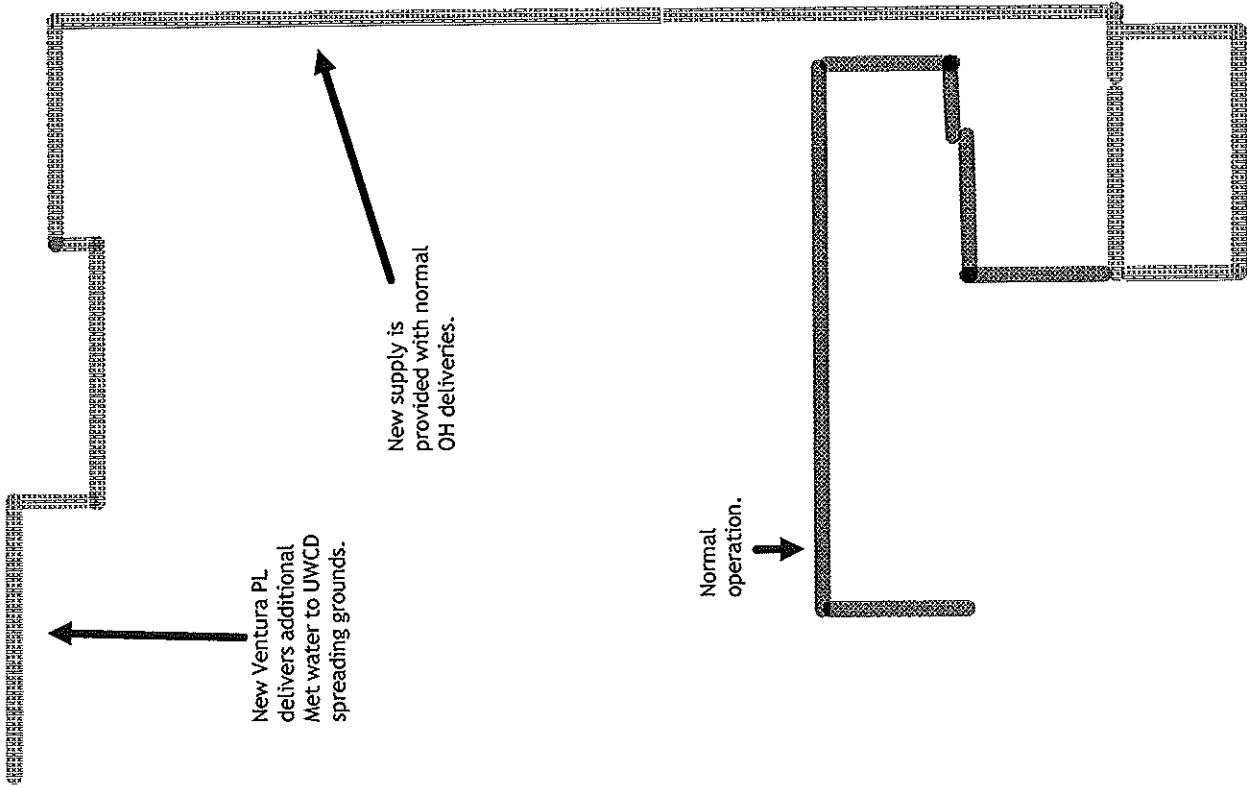 New Ventura PL
delivers additional
Met water to UWCD
spreading grounds.
New supply is
provided with normal
OH deliveries.
Normal
operation.